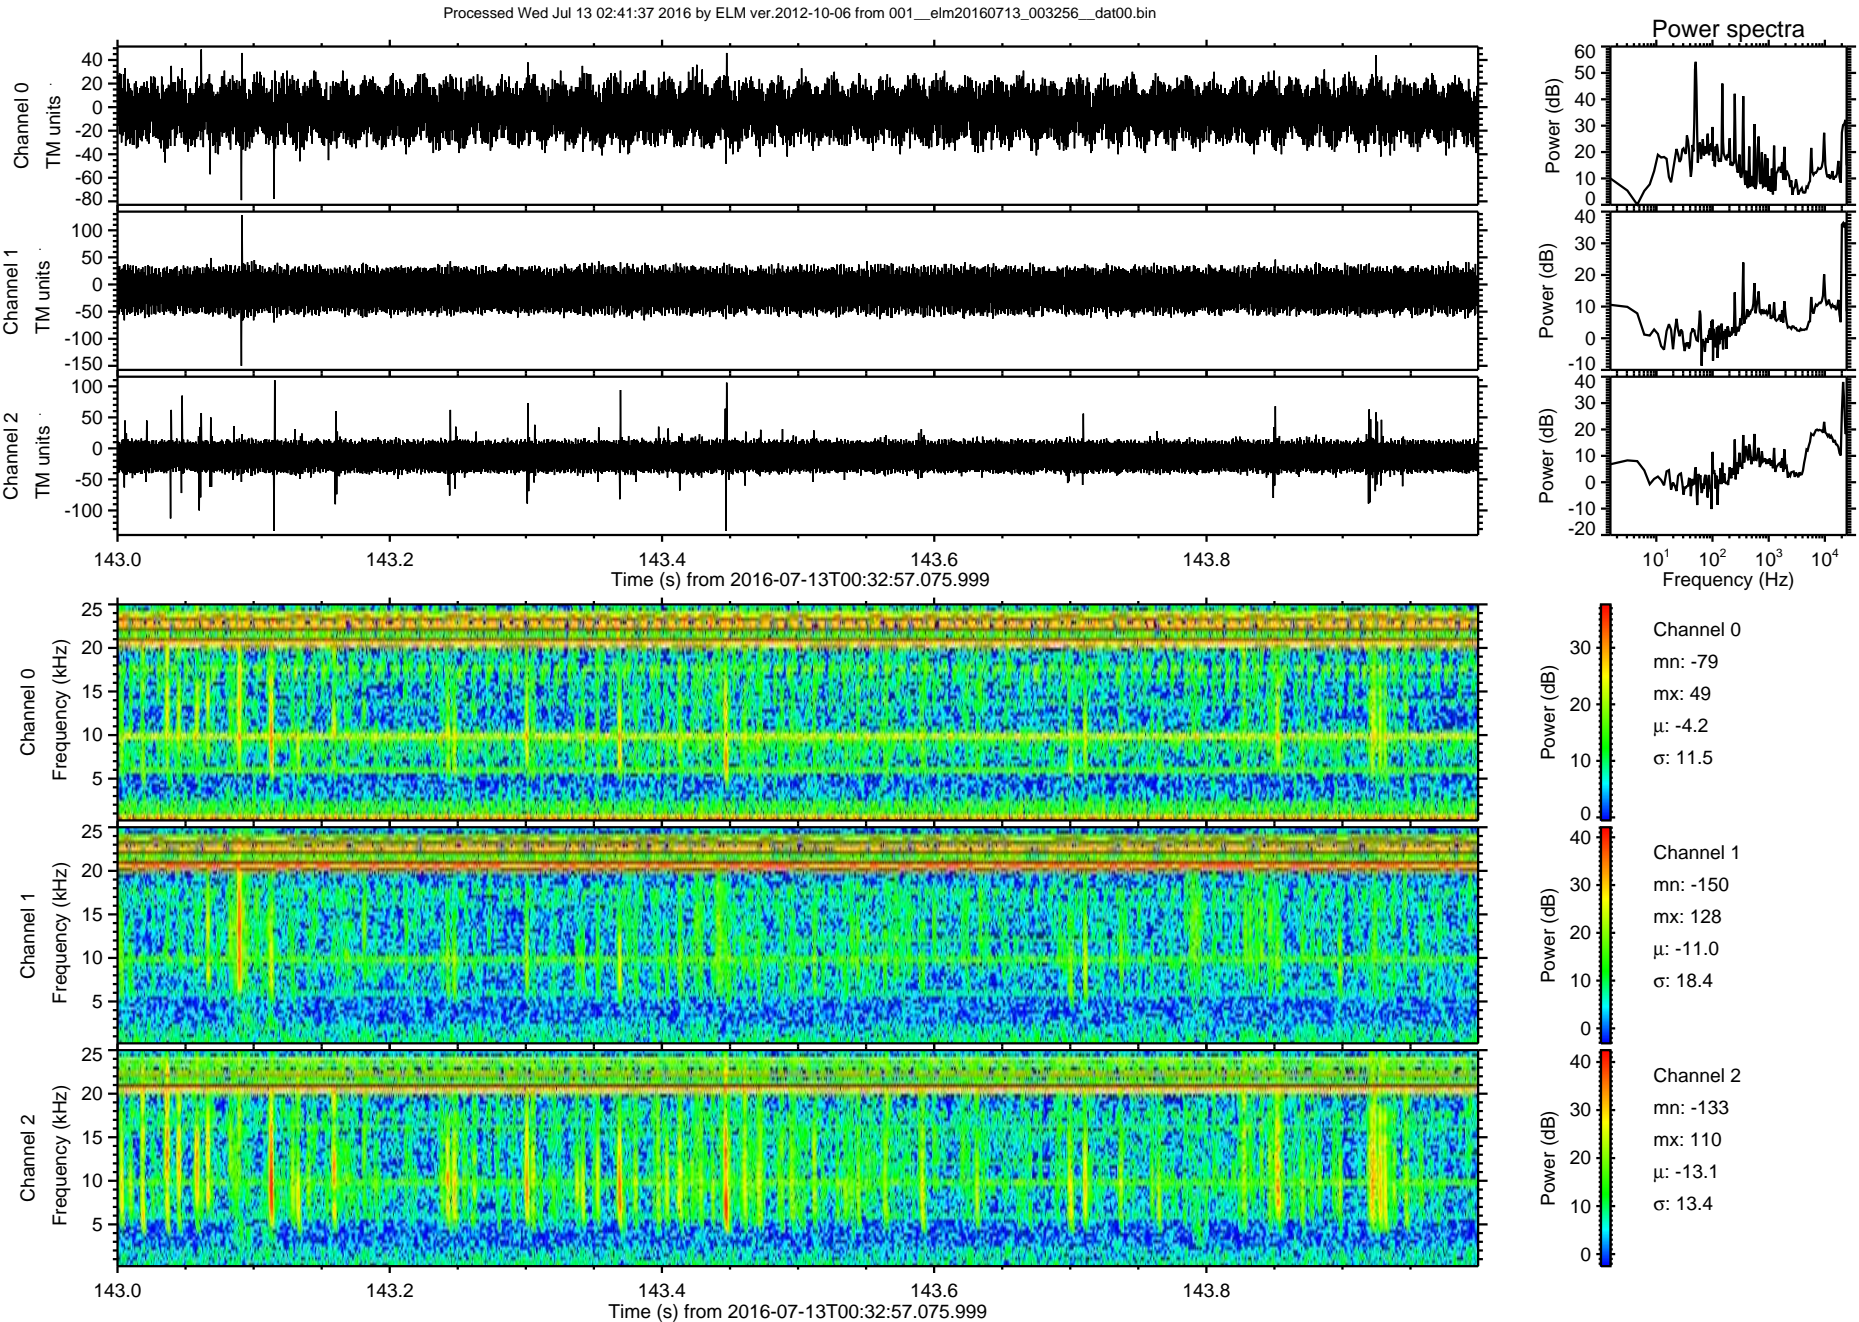 Processed Wed Jul 13 02:41:37 2016 by ELM ver.2012-10-06 from 001__elm20160713_003256__dat00.bin
Power spectra
Channel 0
TM units
40
20
0
-20
-40
-60
-80
Power (dB)
60
50
40
30
20
10
0
Channel 1
TM units
100
50
0
-50
-100
-150
Power (dB)
40
30
20
10
0
-10
Channel 2
TM units
100
50
0
-50
-100
Power (dB)
40
30
20
10
0
-10
-20
143.0 143.2 143.4 143.6 143.8
Time (s) from 2016-07-13T00:32:57.075.999
10¹ 10² 10³ 10⁴
Frequency (Hz)
Channel 0
Frequency (kHz)
25
20
15
10
5
Power (dB)
30
20
10
0
Channel 0
mn: -79
mx: 49
μ: -4.2
σ: 11.5
Channel 1
Frequency (kHz)
25
20
15
10
5
Power (dB)
40
30
20
10
0
Channel 1
mn: -150
mx: 128
μ: -11.0
σ: 18.4
Channel 2
Frequency (kHz)
25
20
15
10
5
Power (dB)
40
30
20
10
0
Channel 2
mn: -133
mx: 110
μ: -13.1
σ: 13.4
143.0 143.2 143.4 143.6 143.8
Time (s) from 2016-07-13T00:32:57.075.999